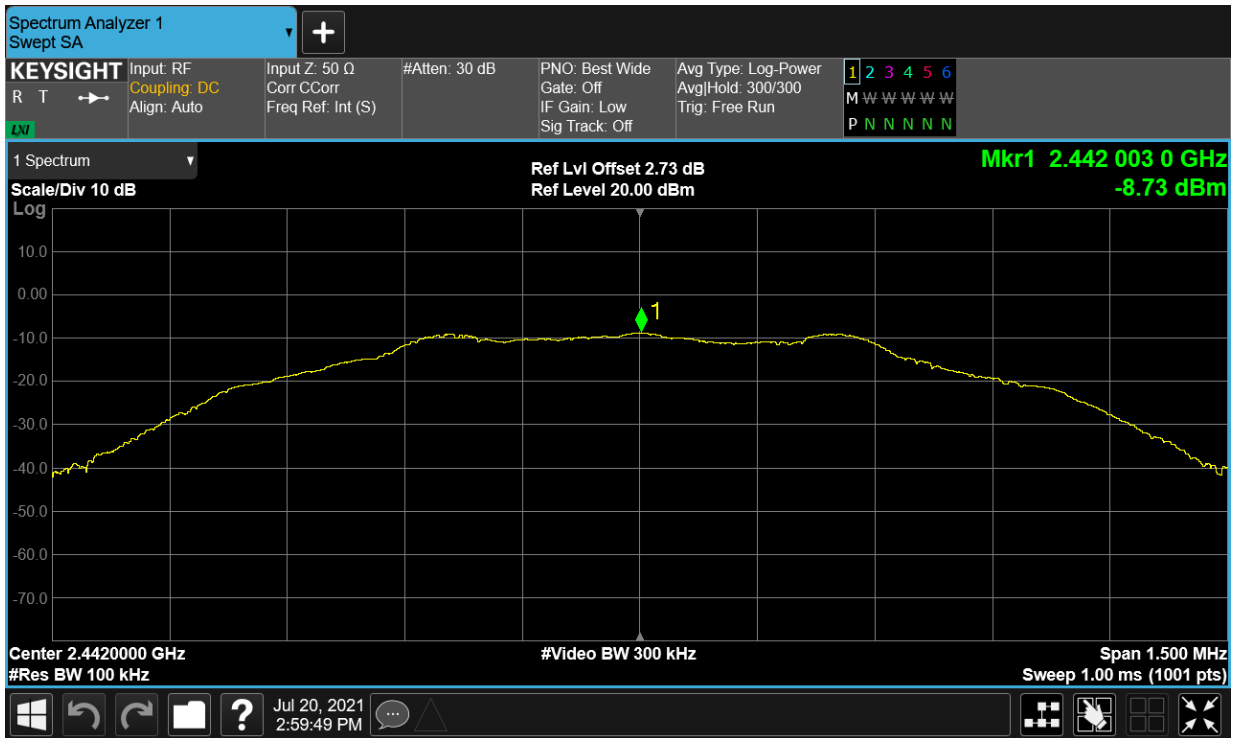 Spectrum Analyzer 1
Swept SA
KEYSIGHT
R T
LXI
Input: RF
Coupling: DC
Align: Auto
Input Z: 50 Ω
Corr CCorr
Freq Ref: Int (S)
#Atten: 30 dB
PNO: Best Wide
Gate: Off
IF Gain: Low
Sig Track: Off
Avg Type: Log-Power
Avg|Hold: 300/300
Trig: Free Run
1 2 3 4 5 6
M W W W W W
P N N N N N
1 Spectrum
Scale/Div 10 dB
Ref Lvl Offset 2.73 dB
Ref Level 20.00 dBm
Mkr1 2.442 003 0 GHz
-8.73 dBm
Log
10.0
0.00
1
-10.0
-20.0
-30.0
-40.0
-50.0
-60.0
-70.0
Center 2.4420000 GHz
#Video BW 300 kHz
Span 1.500 MHz
#Res BW 100 kHz
Sweep 1.00 ms (1001 pts)
?
Jul 20, 2021
2:59:49 PM